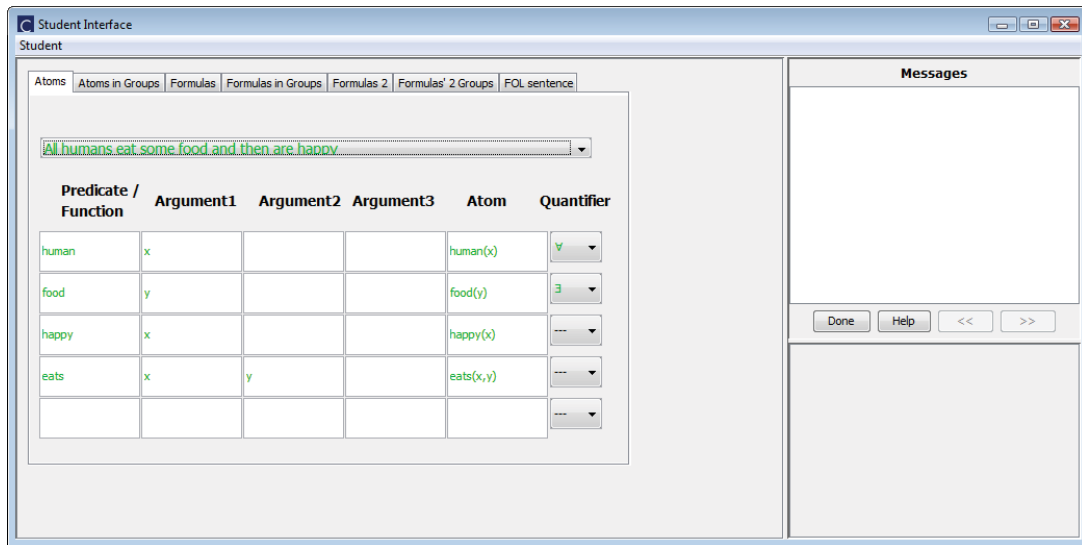 Student Interface
Student
Atoms Atoms in Groups Formulas Formulas in Groups Formulas 2 Formulas' 2 Groups FOL sentence
All humans eat some food and then are happy
Predicate / Function Argument1 Argument2 Argument3 Atom Quantifier
human x human(x) ∀
food y food(y) ∃
happy x happy(x) ---
eats x y eats(x,y) ---
---
Messages
Done Help << >>